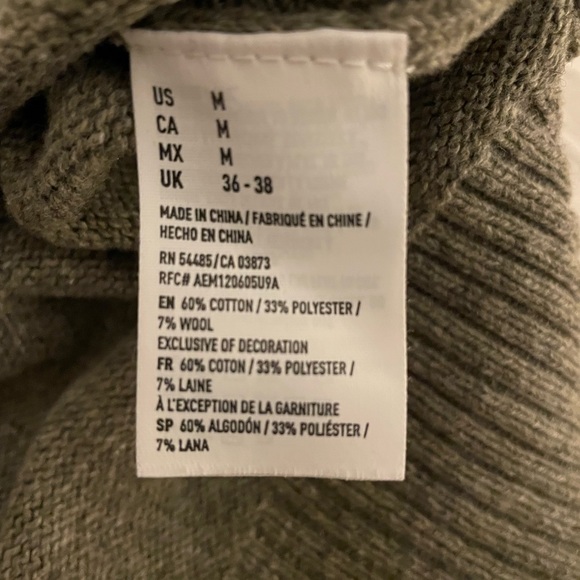 US M
CA M
MX M
UK 36 - 38
MADE IN CHINA / FABRIQUÉ EN CHINE /
HECHO EN CHINA
RN 54485/CA 03873
RFC# AEM120605U9A
EN 60% COTTON / 33% POLYESTER /
7% WOOL
EXCLUSIVE OF DECORATION
FR 60% COTON / 33% POLYESTER /
7% LAINE
À L'EXCEPTION DE LA GARNITURE
SP 60% ALGODÓN / 33% POLIÉSTER /
7% LANA